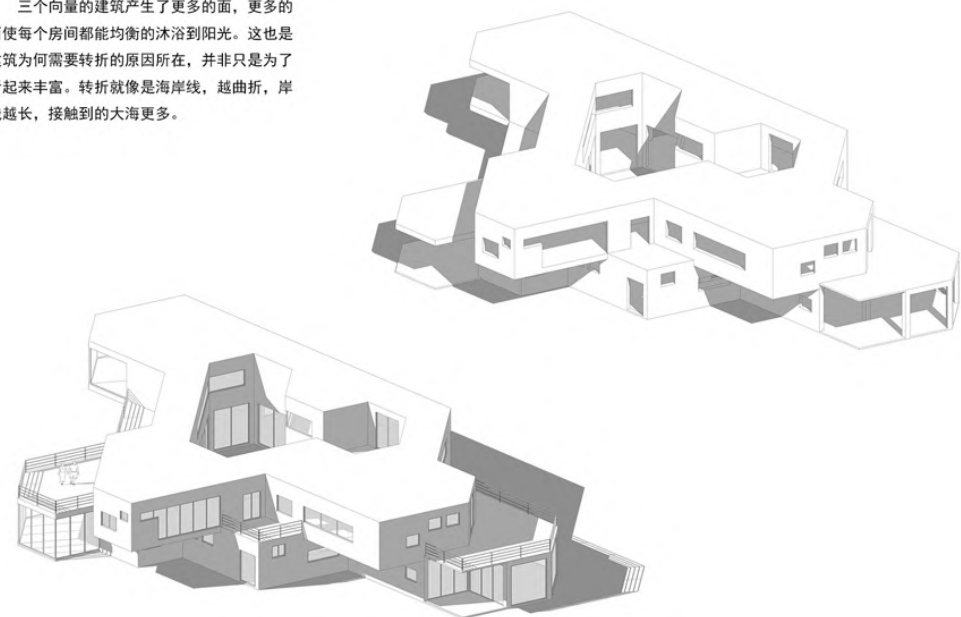 三个向量的建筑产生了更多的面，更多的
使每个房间都能均衡的沐浴到阳光。这也是
筑为何需要转折的原因所在，并非只是为了
起来丰富。转折就像是海岸线，越曲折，岸
越长，接触到的大海更多。